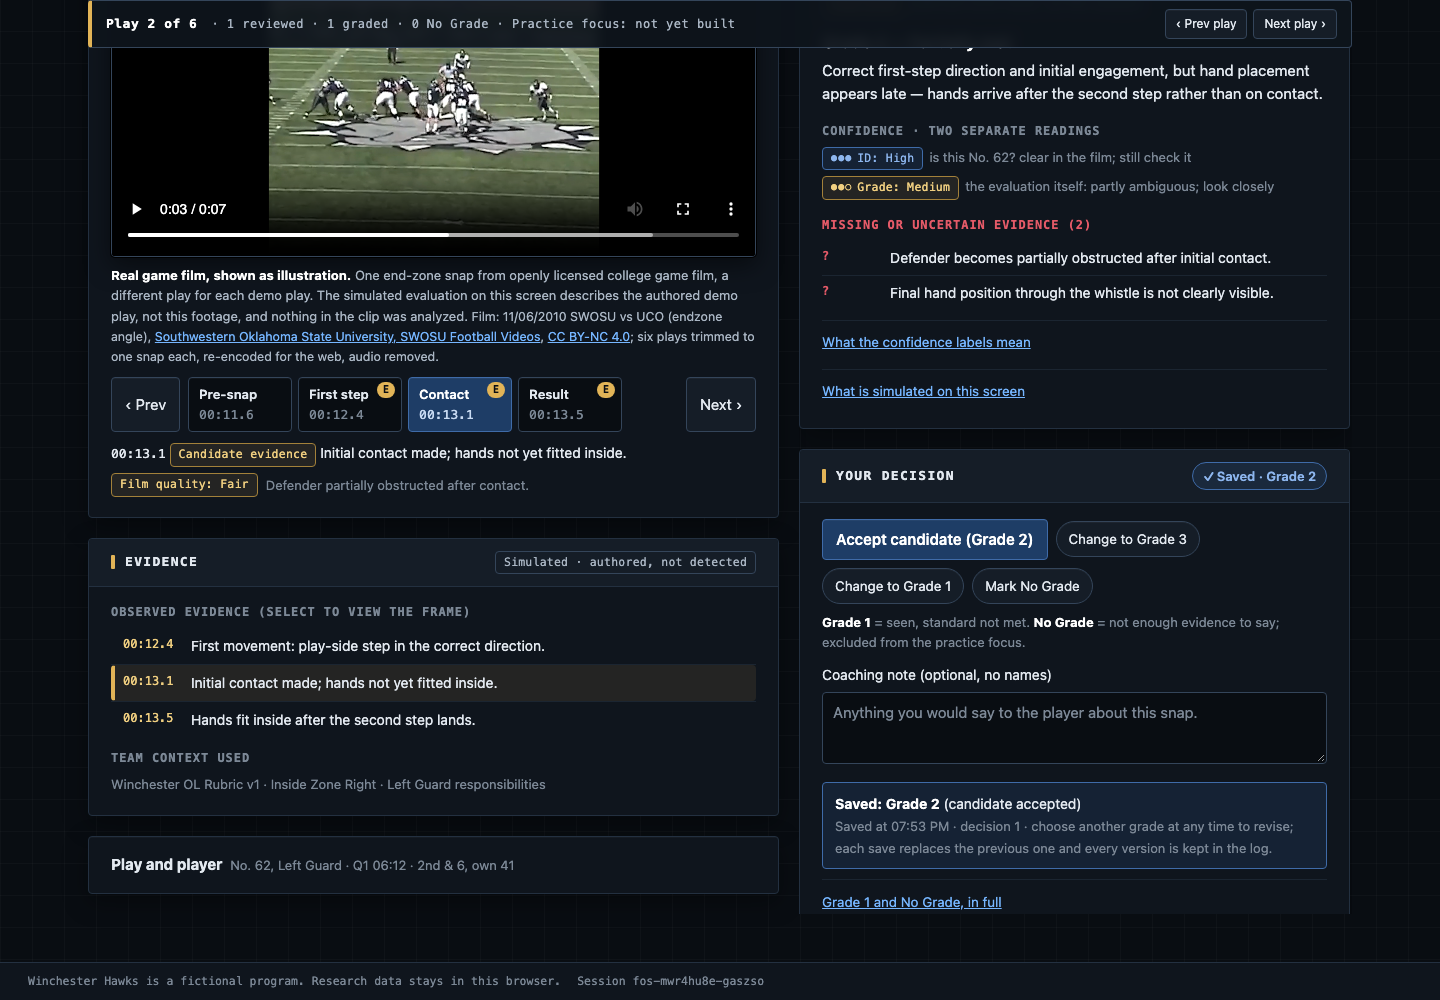 Play 2 of 6 · 1 reviewed · 1 graded · 0 No Grade · Practice focus: not yet built
‹ Prev play
Next play ›
0:03 / 0:07
Real game film, shown as illustration. One end-zone snap from openly licensed college game film, a
different play for each demo play. The simulated evaluation on this screen describes the authored demo
play, not this footage, and nothing in the clip was analyzed. Film: 11/06/2010 SWOSU vs UCO (endzone
angle), Southwestern Oklahoma State University, SWOSU Football Videos, CC BY-NC 4.0; six plays trimmed to
one snap each, re-encoded for the web, audio removed.
‹ Prev
Pre-snap
00:11.6
First step E
00:12.4
Contact E
00:13.1
Result E
00:13.5
Next ›
00:13.1 Candidate evidence Initial contact made; hands not yet fitted inside.
Film quality: Fair Defender partially obstructed after contact.
EVIDENCE
Simulated · authored, not detected
OBSERVED EVIDENCE (SELECT TO VIEW THE FRAME)
00:12.4 First movement: play-side step in the correct direction.
00:13.1 Initial contact made; hands not yet fitted inside.
00:13.5 Hands fit inside after the second step lands.
TEAM CONTEXT USED
Winchester OL Rubric v1 · Inside Zone Right · Left Guard responsibilities
Play and player No. 62, Left Guard · Q1 06:12 · 2nd & 6, own 41
Correct first-step direction and initial engagement, but hand placement
appears late — hands arrive after the second step rather than on contact.
CONFIDENCE · TWO SEPARATE READINGS
●●● ID: High is this No. 62? clear in the film; still check it
●●○ Grade: Medium the evaluation itself: partly ambiguous; look closely
MISSING OR UNCERTAIN EVIDENCE (2)
? Defender becomes partially obstructed after initial contact.
? Final hand position through the whistle is not clearly visible.
What the confidence labels mean
What is simulated on this screen
YOUR DECISION
✓ Saved · Grade 2
Accept candidate (Grade 2)
Change to Grade 3
Change to Grade 1
Mark No Grade
Grade 1 = seen, standard not met. No Grade = not enough evidence to say;
excluded from the practice focus.
Coaching note (optional, no names)
Anything you would say to the player about this snap.
Saved: Grade 2 (candidate accepted)
Saved at 07:53 PM · decision 1 · choose another grade at any time to revise;
each save replaces the previous one and every version is kept in the log.
Grade 1 and No Grade, in full
Winchester Hawks is a fictional program. Research data stays in this browser. Session fos-mwr4hu8e-gaszso